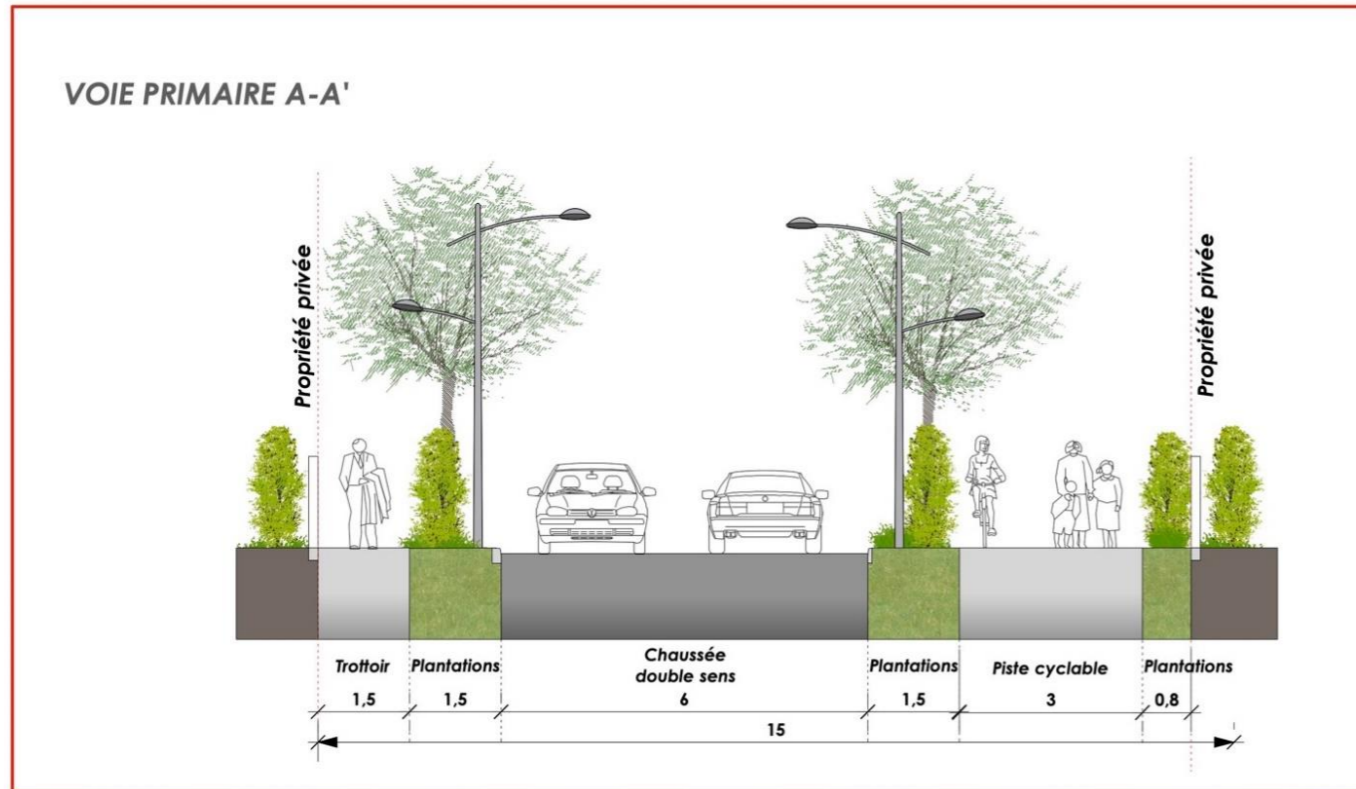 VOIE PRIMAIRE A-A'
Propriété privée
Propriété privée
Trottoir
Plantations
Chaussée
double sens
Plantations
Piste cyclable
Plantations
1,5
1,5
6
1,5
3
0,8
15